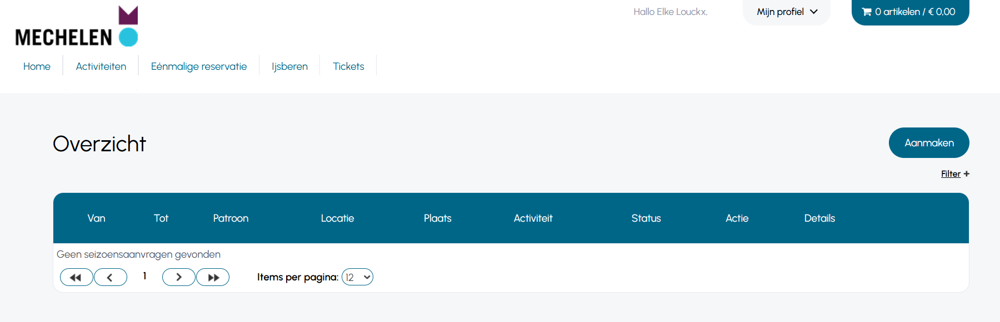 MECHELEN
Hallo Elke Louckx,
Mijn profiel
0 artikelen / € 0,00
Home
Activiteiten
Eénmalige reservatie
Ijsberen
Tickets
Overzicht
Aanmaken
Filter +
Van Tot Patroon Locatie Plaats Activiteit Status Actie Details
Geen seizoensaanvragen gevonden
1 Items per pagina: 12